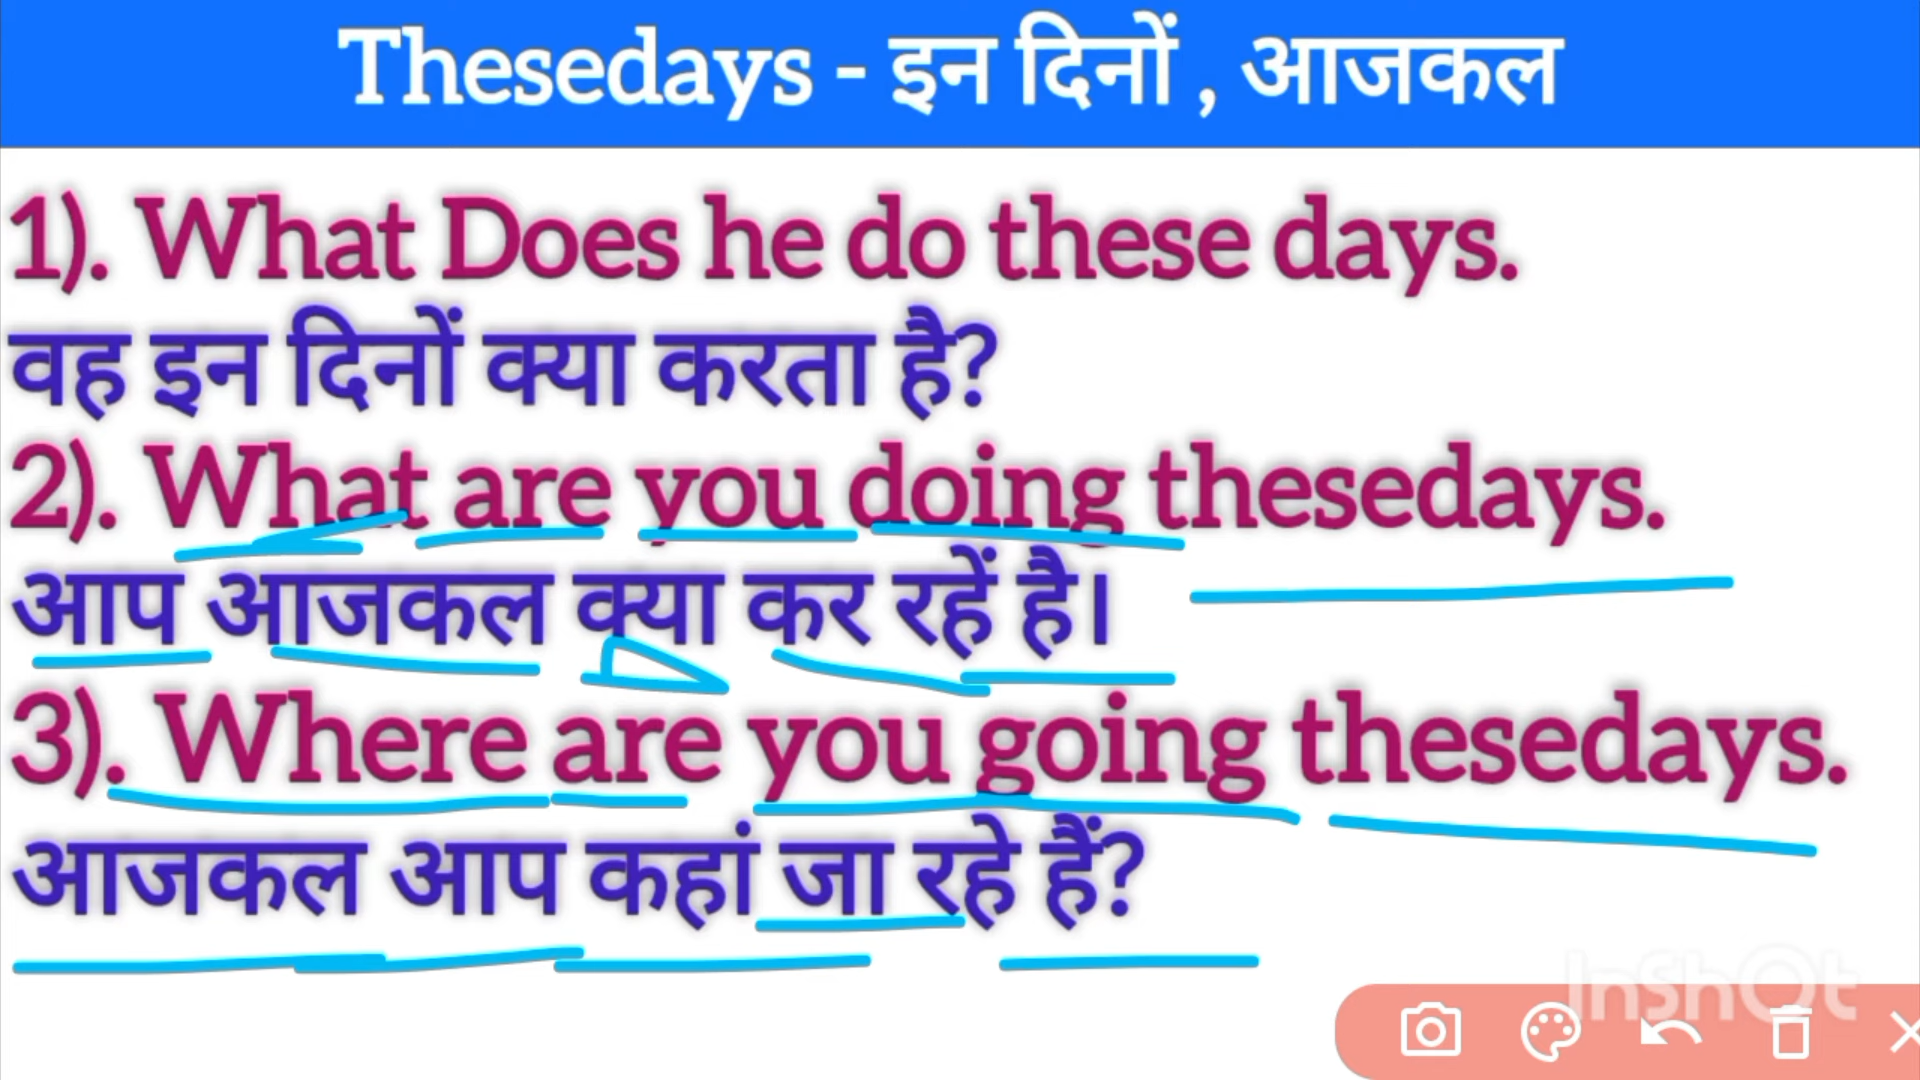 Thesedays - इन दिनों , आजकल
1). What Does he do these days.
वह इन दिनों क्या करता है?
2). What are you doing thesedays.
आप आजकल क्या कर रहें है।
3). Where are you going thesedays.
आजकल आप कहां जा रहे हैं?
InShOt